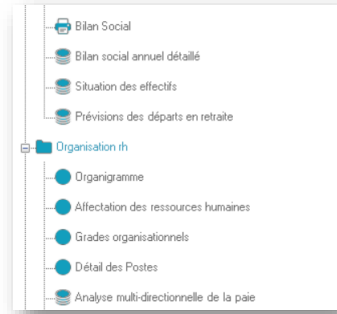 Bilan Social
Bilan social annuel détaillé
Situation des effectifs
Prévisions des départs en retraite
Organisation rh
Organigramme
Affectation des ressources humaines
Grades organisationnels
Détail des Postes
Analyse multi-directionnelle de la paie